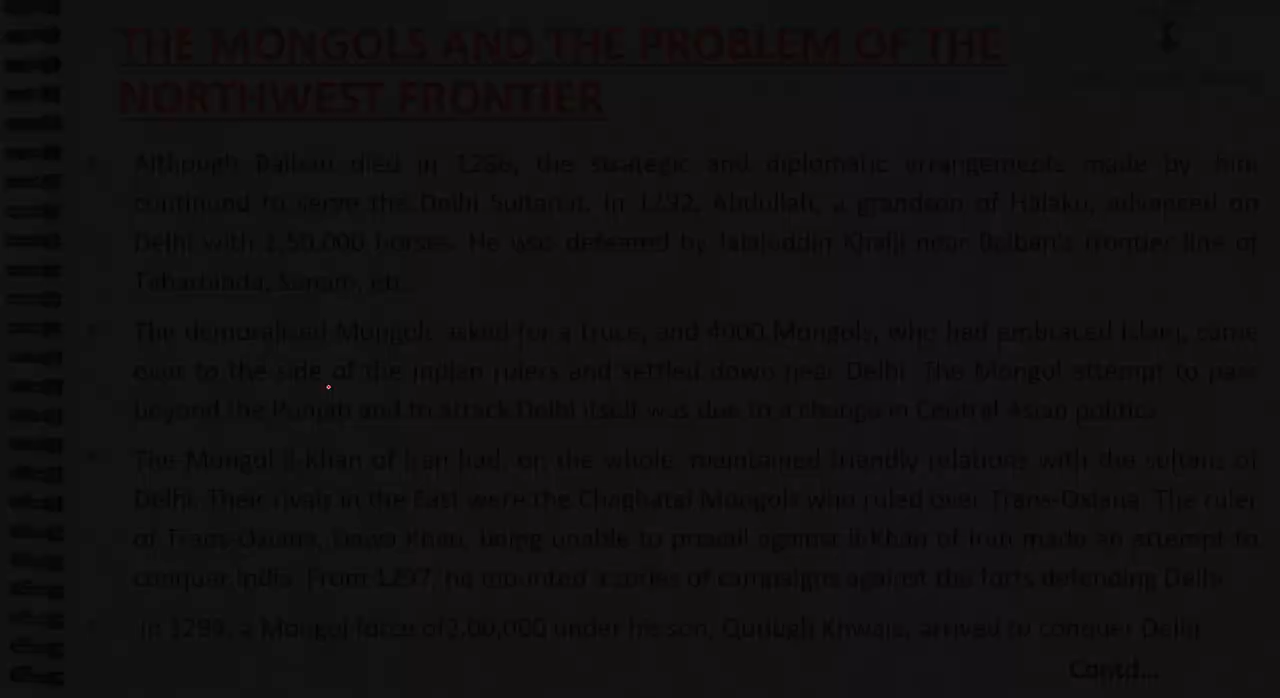 THE MONGOLS AND THE PROBLEM OF THE
NORTHWEST FRONTIER
Although Balban died in 1286, the strategic and diplomatic arrangements made by him
continued to serve the Delhi Sultanat. In 1292, Abdullah, a grandson of Halaku, advanced on
Delhi with 1,50,000 horses. He was defeated by Jalaluddin Khalji near Balban's frontier line of
Tabarhinda, Sunam, etc.
The demoralised Mongols asked for a truce, and 4000 Mongols, who had embraced Islam, came
over to the side of the Indian rulers and settled down near Delhi. The Mongol attempt to pass
beyond the Punjab and to attack Delhi itself was due to a change in Central Asian politics.
The Mongol Il-Khan of Iran had, on the whole, maintained friendly relations with the sultans of
Delhi. Their rivals in the East were the Chaghatai Mongols who ruled over Trans-Oxiana. The ruler
of Trans-Oxiana, Dawa Khan, being unable to prevail against Il-Khan of Iran made an attempt to
conquer India. From 1297, he mounted a series of campaigns against the forts defending Delhi.
In 1299, a Mongol force of 2,00,000 under his son, Qutlugh Khwaja, arrived to conquer Delhi.
Contd...